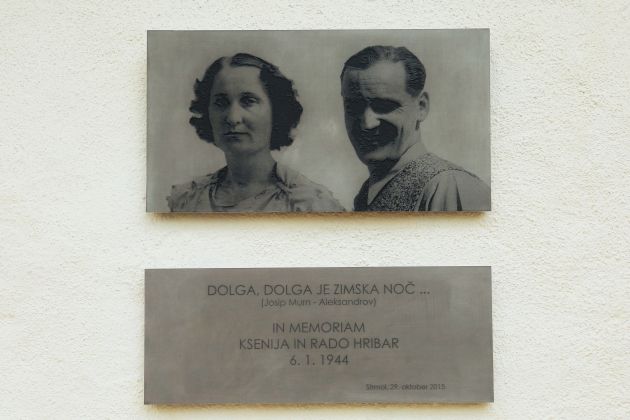 DOLGA, DOLGA JE ZIMSKA NOČ ...
(Josip Murn - Aleksandrov)
IN MEMORIAM
KSENIJA IN RADO HRIBAR
6. 1. 1944
Strmol, 29. oktober 2015